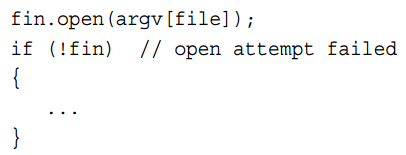 fin.open(argv[file]);
if (!fin)  // open attempt failed
{
   ...
}